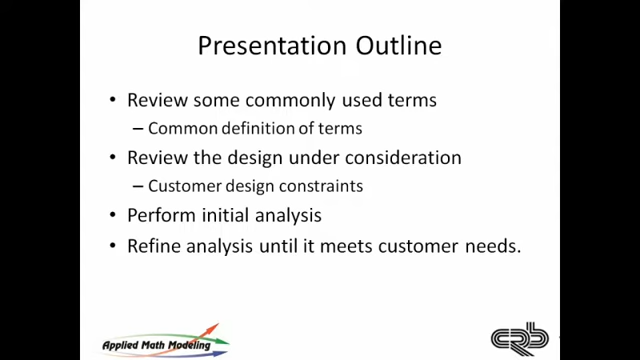 Presentation Outline
• Review some commonly used terms
– Common definition of terms
• Review the design under consideration
– Customer design constraints
• Perform initial analysis
• Refine analysis until it meets customer needs.
Applied Math Modeling
CRB